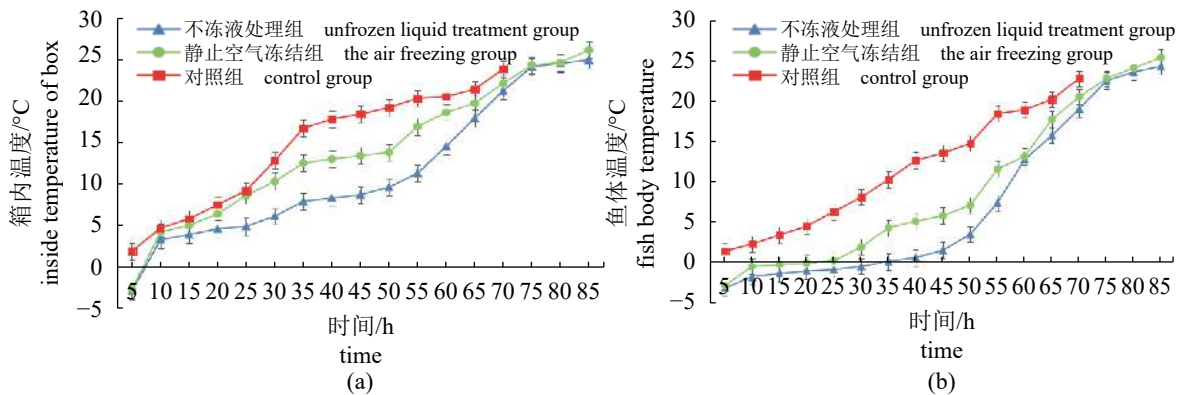 30
25
20
15
10
5
0
−5
箱内温度/°C
inside temperature of box
不冻液处理组 unfrozen liquid treatment group
静止空气冻结组 the air freezing group
对照组 control group
5 10 15 20 25 30 35 40 45 50 55 60 65 70 75 80 85
时间/h
time
(a)
30
25
20
15
10
5
0
−5
鱼体温度/°C
fish body temperature
不冻液处理组 unfrozen liquid treatment group
静止空气冻结组 the air freezing group
对照组 control group
5 10 15 20 25 30 35 40 45 50 55 60 65 70 75 80 85
时间/h
time
(b)